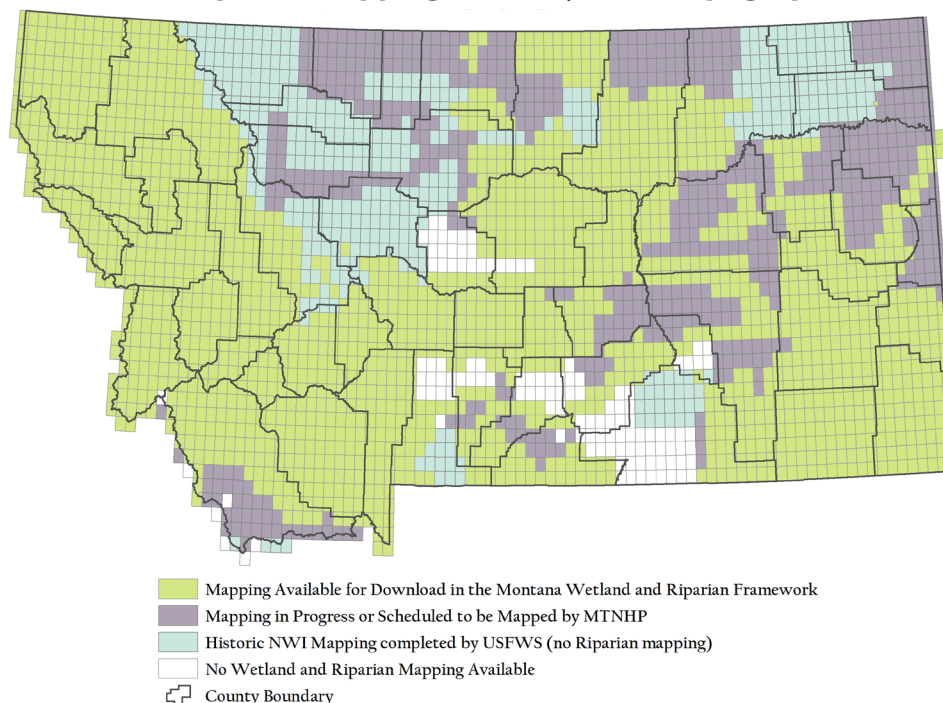 Mapping Available for Download in the Montana Wetland and Riparian Framework
Mapping in Progress or Scheduled to be Mapped by MTNHP
Historic NWI Mapping completed by USFWS (no Riparian mapping)
No Wetland and Riparian Mapping Available
County Boundary